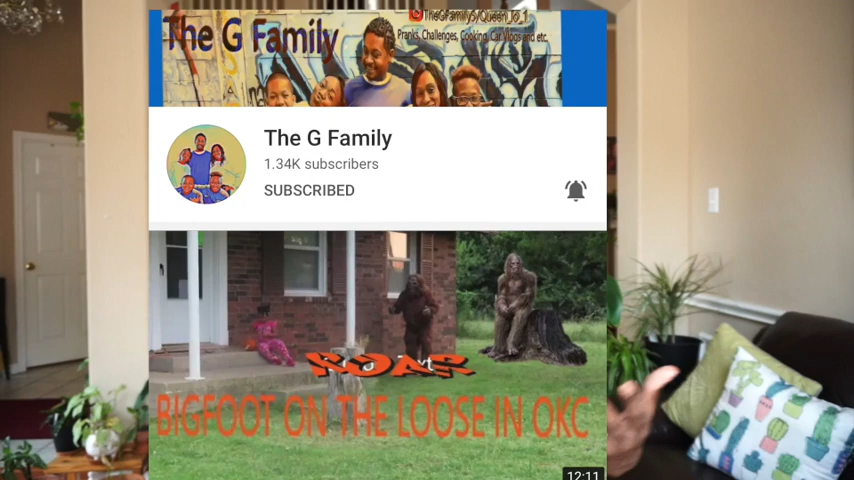 TheGFamily5/Queen_lo_1
The G Family
Pranks, Challenges, Cooking, Car Vlogs and etc.
The G Family
1.34K subscribers
SUBSCRIBED
ROAR
BIGFOOT ON THE LOOSE IN OKC
12:11